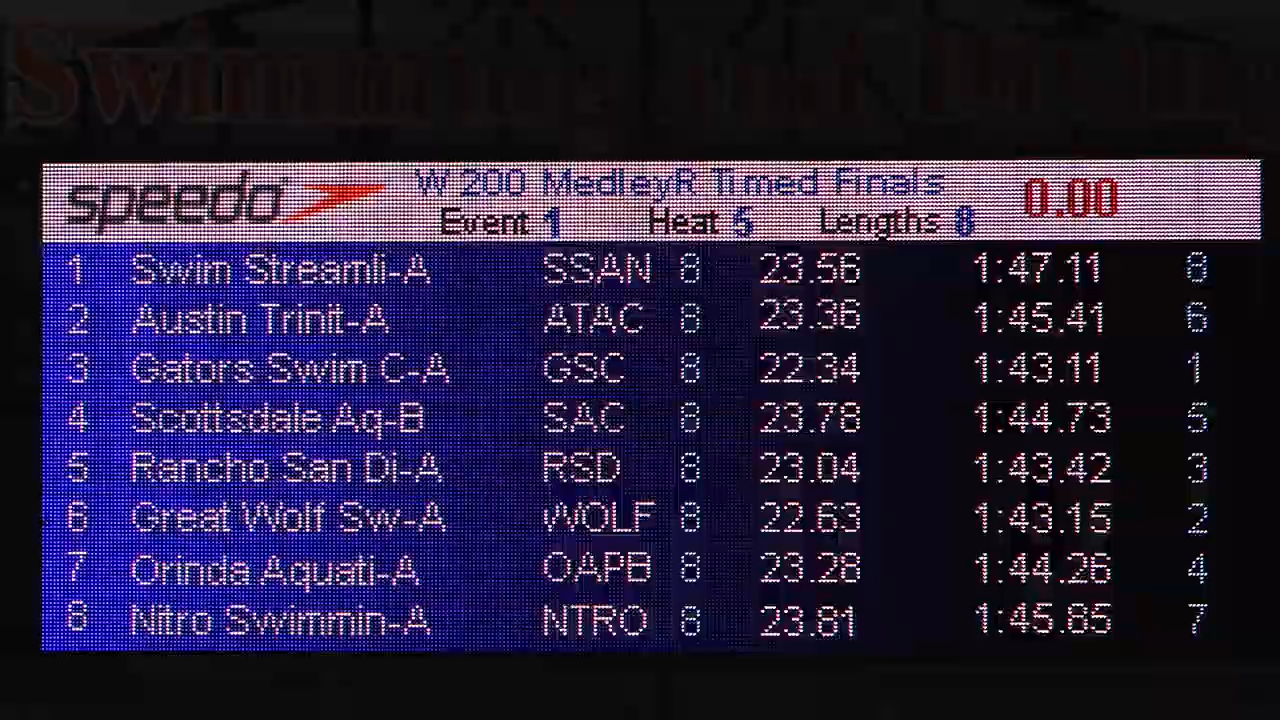 Swimming
speedo W 200 MedleyR Timed Finals 0.00
Event 1 Heat 5 Lengths 8
1 Swim Streamli-A SSAN 8 23.56 1:47.11 8
2 Austin Trinit-A ATAC 8 23.36 1:45.41 6
3 Gators Swim C-A GSC 8 22.34 1:43.11 1
4 Scottsdale Aq-B SAC 8 23.78 1:44.73 5
5 Rancho San Di-A RSD 8 23.04 1:43.42 3
6 Great Wolf Sw-A WOLF 8 22.63 1:43.15 2
7 Orinda Aquati-A OAPB 8 23.28 1:44.26 4
8 Nitro Swimmin-A NTRO 8 23.81 1:45.85 7